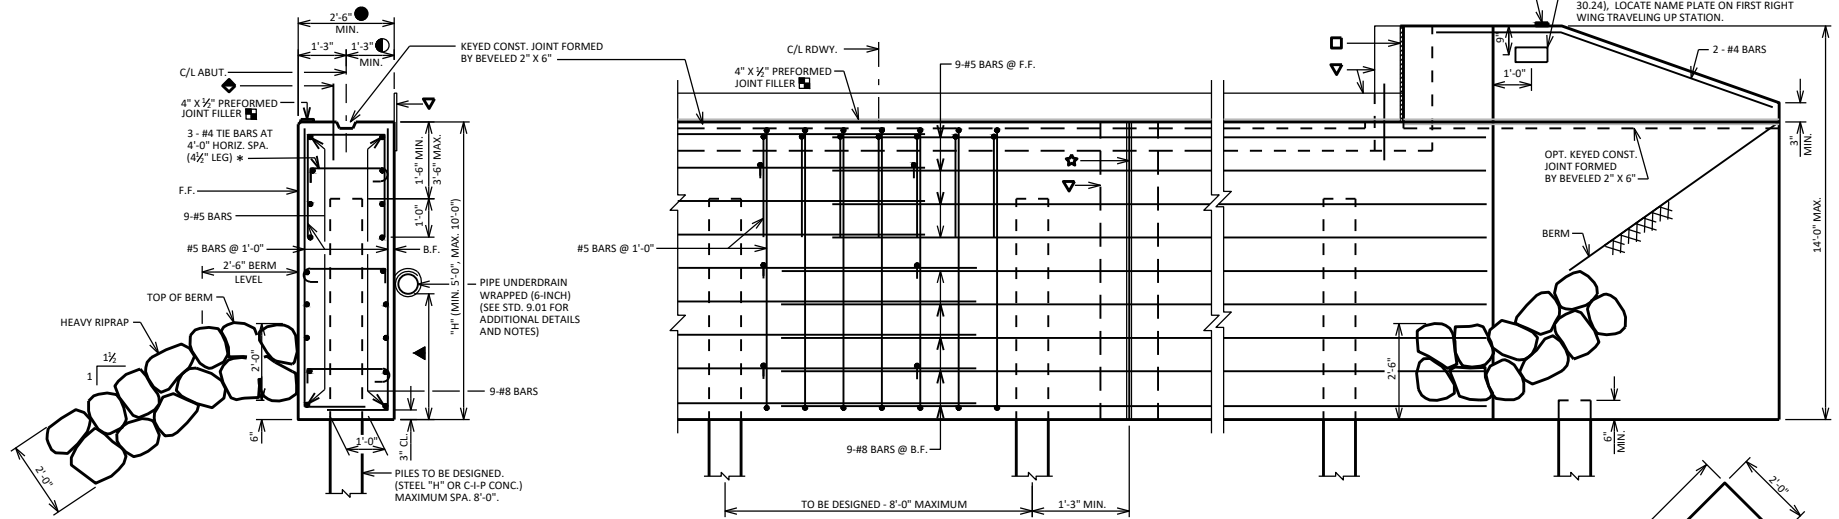 2'-6"
MIN.
1'-3"
1'-3"
MIN.
C/L ABUT.
4" X ½" PREFORMED
JOINT FILLER
3 - #4 TIE BARS AT
4'-0" HORIZ. SPA.
(4½" LEG) *
F.F.
9-#5 BARS
#5 BARS @ 1'-0"
2'-6" BERM
LEVEL
TOP OF BERM
HEAVY RIPRAP
1½
1
2'-0"
2'-0"
6"
KEYED CONST. JOINT FORMED
BY BEVELED 2" X 6"
1'-6" MIN.
3'-6" MAX.
1'-0"
"H" (MIN. 5'-0", MAX. 10'-0")
B.F.
PIPE UNDERDRAIN
WRAPPED (6-INCH)
(SEE STD. 9.01 FOR
ADDITIONAL DETAILS
AND NOTES)
9-#8 BARS
1'-0"
3" CL.
PILES TO BE DESIGNED.
(STEEL "H" OR C-I-P CONC.)
MAXIMUM SPA. 8'-0".
C/L RDWY.
4" X ½" PREFORMED
JOINT FILLER
9-#5 BARS @ F.F.
#5 BARS @ 1'-0"
9-#8 BARS @ B.F.
TO BE DESIGNED - 8'-0" MAXIMUM
1'-3" MIN.
30.24), LOCATE NAME PLATE ON FIRST RIGHT
WING TRAVELING UP STATION.
9"
1'-0"
2 - #4 BARS
3"
MIN.
OPT. KEYED CONST.
JOINT FORMED
BY BEVELED 2" X 6"
BERM
14'-0" MAX.
2'-6"
6"
MIN.
2'-0"